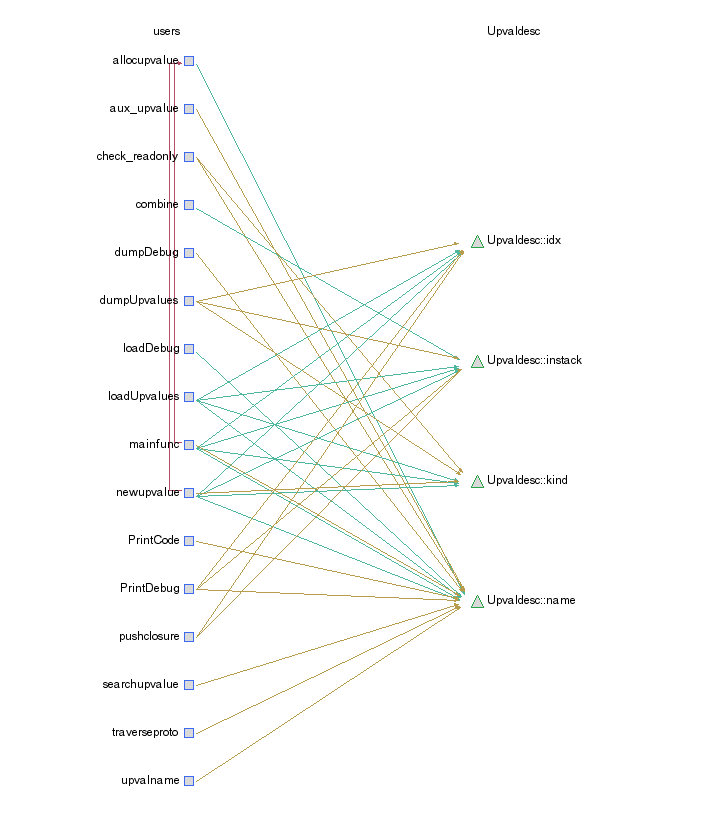 users
Upvaldesc
allocupvalue
aux_upvalue
check_readonly
combine
Upvaldesc::idx
dumpDebug
dumpUpvalues
loadDebug
Upvaldesc::instack
loadUpvalues
mainfunc
Upvaldesc::kind
newupvalue
PrintCode
PrintDebug
Upvaldesc::name
pushclosure
searchupvalue
traverseproto
upvalname